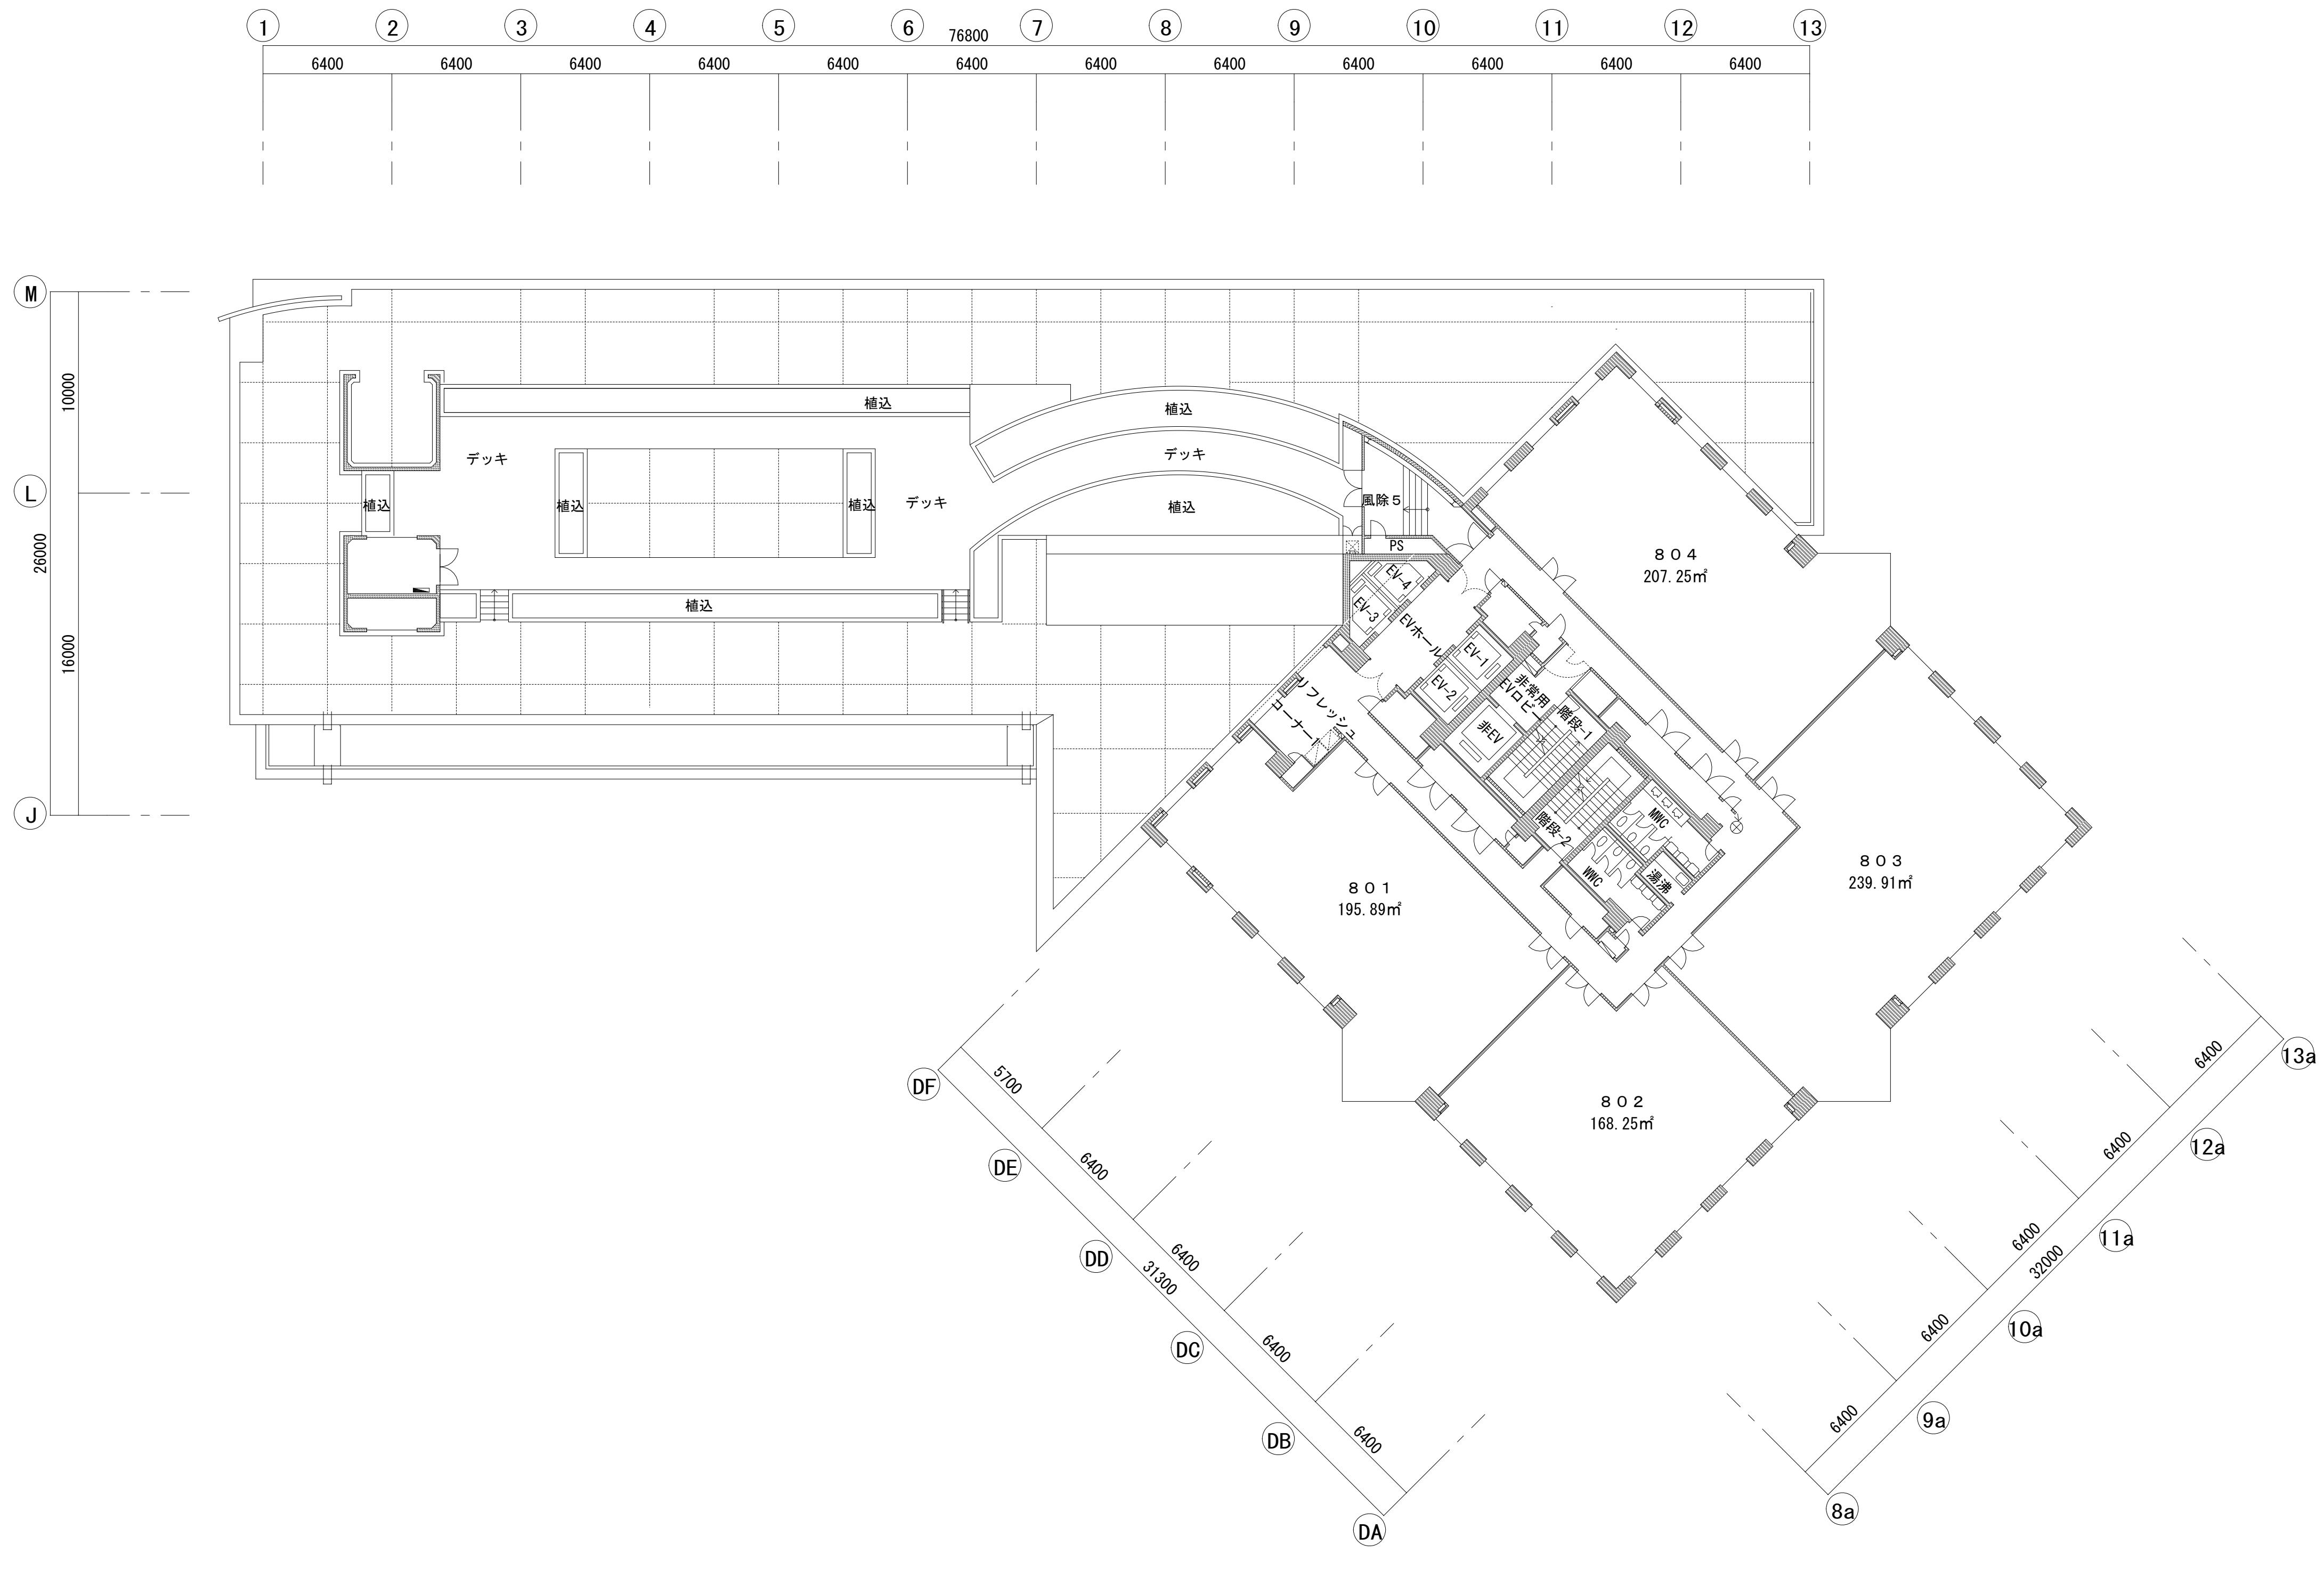 1 2 3 4 5 6 7 8 9 10 11 12 13
76800
6400 6400 6400 6400 6400 6400 6400 6400 6400 6400 6400 6400
M
L
J
10000
26000
16000
植込
植込
デッキ
デッキ
植込
植込
植込
デッキ
植込
植込
風除5
PS
EV-4
EV-3
EVホール
EV-1
EV-2
非常用
EVロビー
非EV
階段-1
階段-2
リフレッシュ
コーナー1
MWC
WWC
湯沸
804
207.25㎡
803
239.91㎡
801
195.89㎡
802
168.25㎡
DF
DE
DD
DC
DB
DA
5700
6400
6400
6400
6400
31300
13a
12a
11a
10a
9a
8a
6400
6400
6400
6400
6400
32000